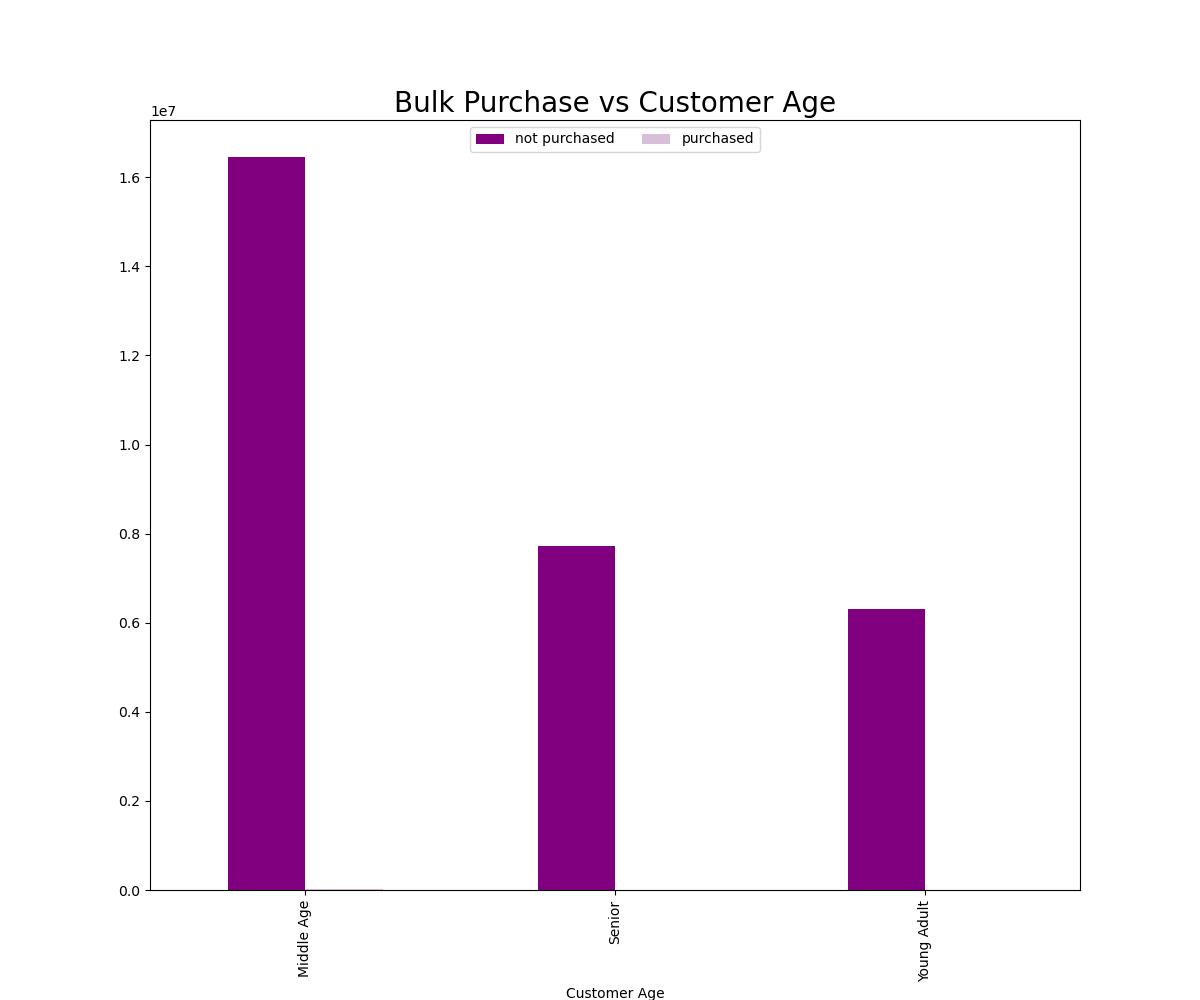 Bulk Purchase vs Customer Age
1e7
not purchased purchased
1.6
1.4
1.2
1.0
0.8
0.6
0.4
0.2
0.0
Middle Age
Senior
Young Adult
Customer Age